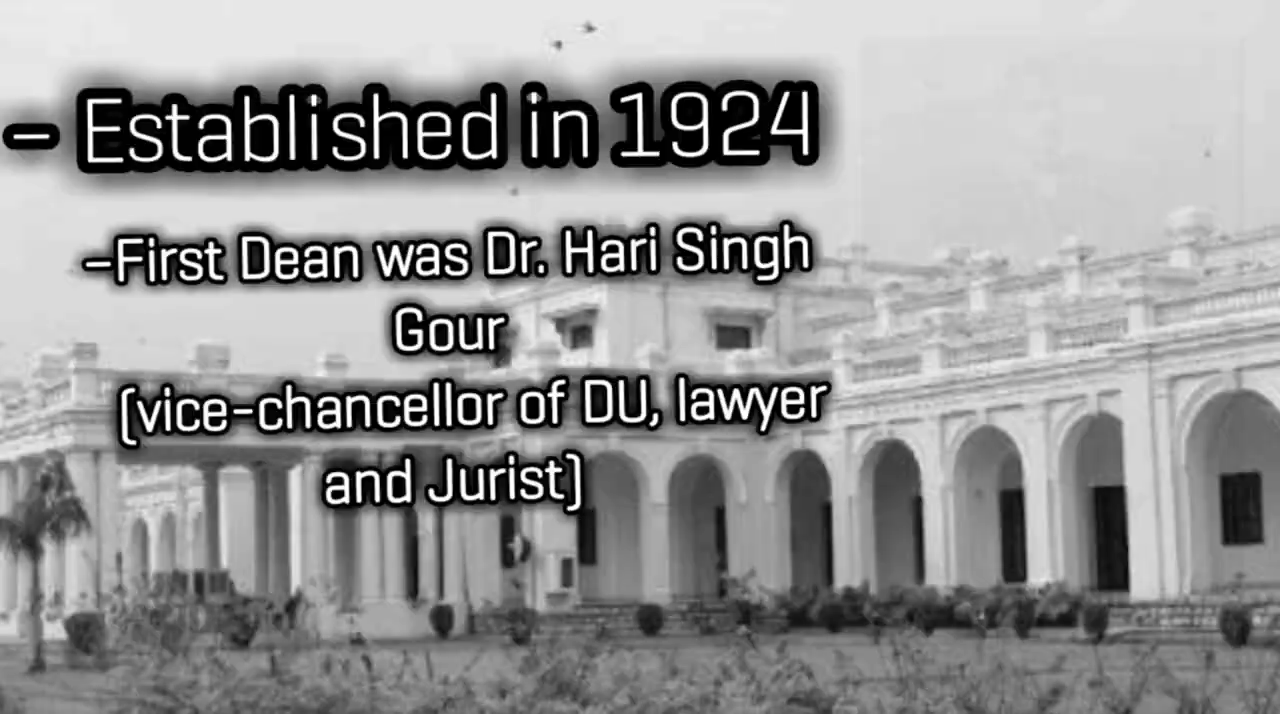 - Established in 1924
-First Dean was Dr. Hari Singh
Gour
(vice-chancellor of DU, lawyer
and Jurist)